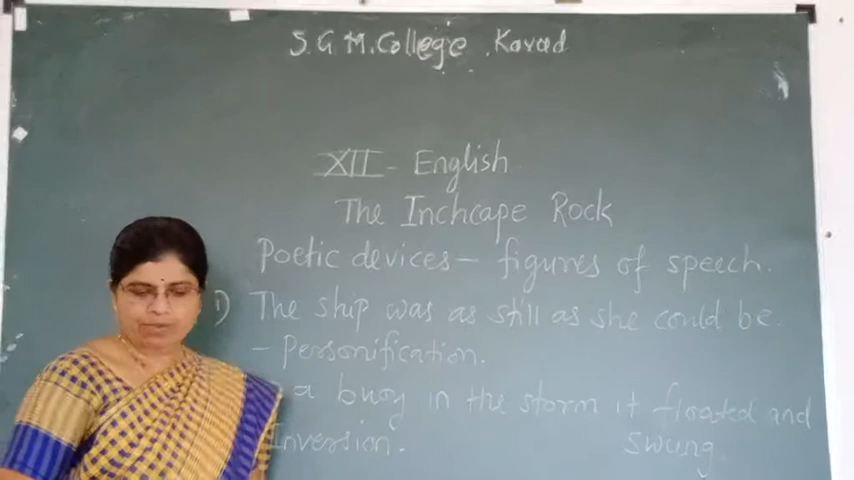 S.G.M. College Karad
XII - English
The Inchcape Rock
Poetic devices - figures of speech.
1) The ship was as still as she could be.
- Personification.
a buoy in the storm it floated and
swung
Inversion.